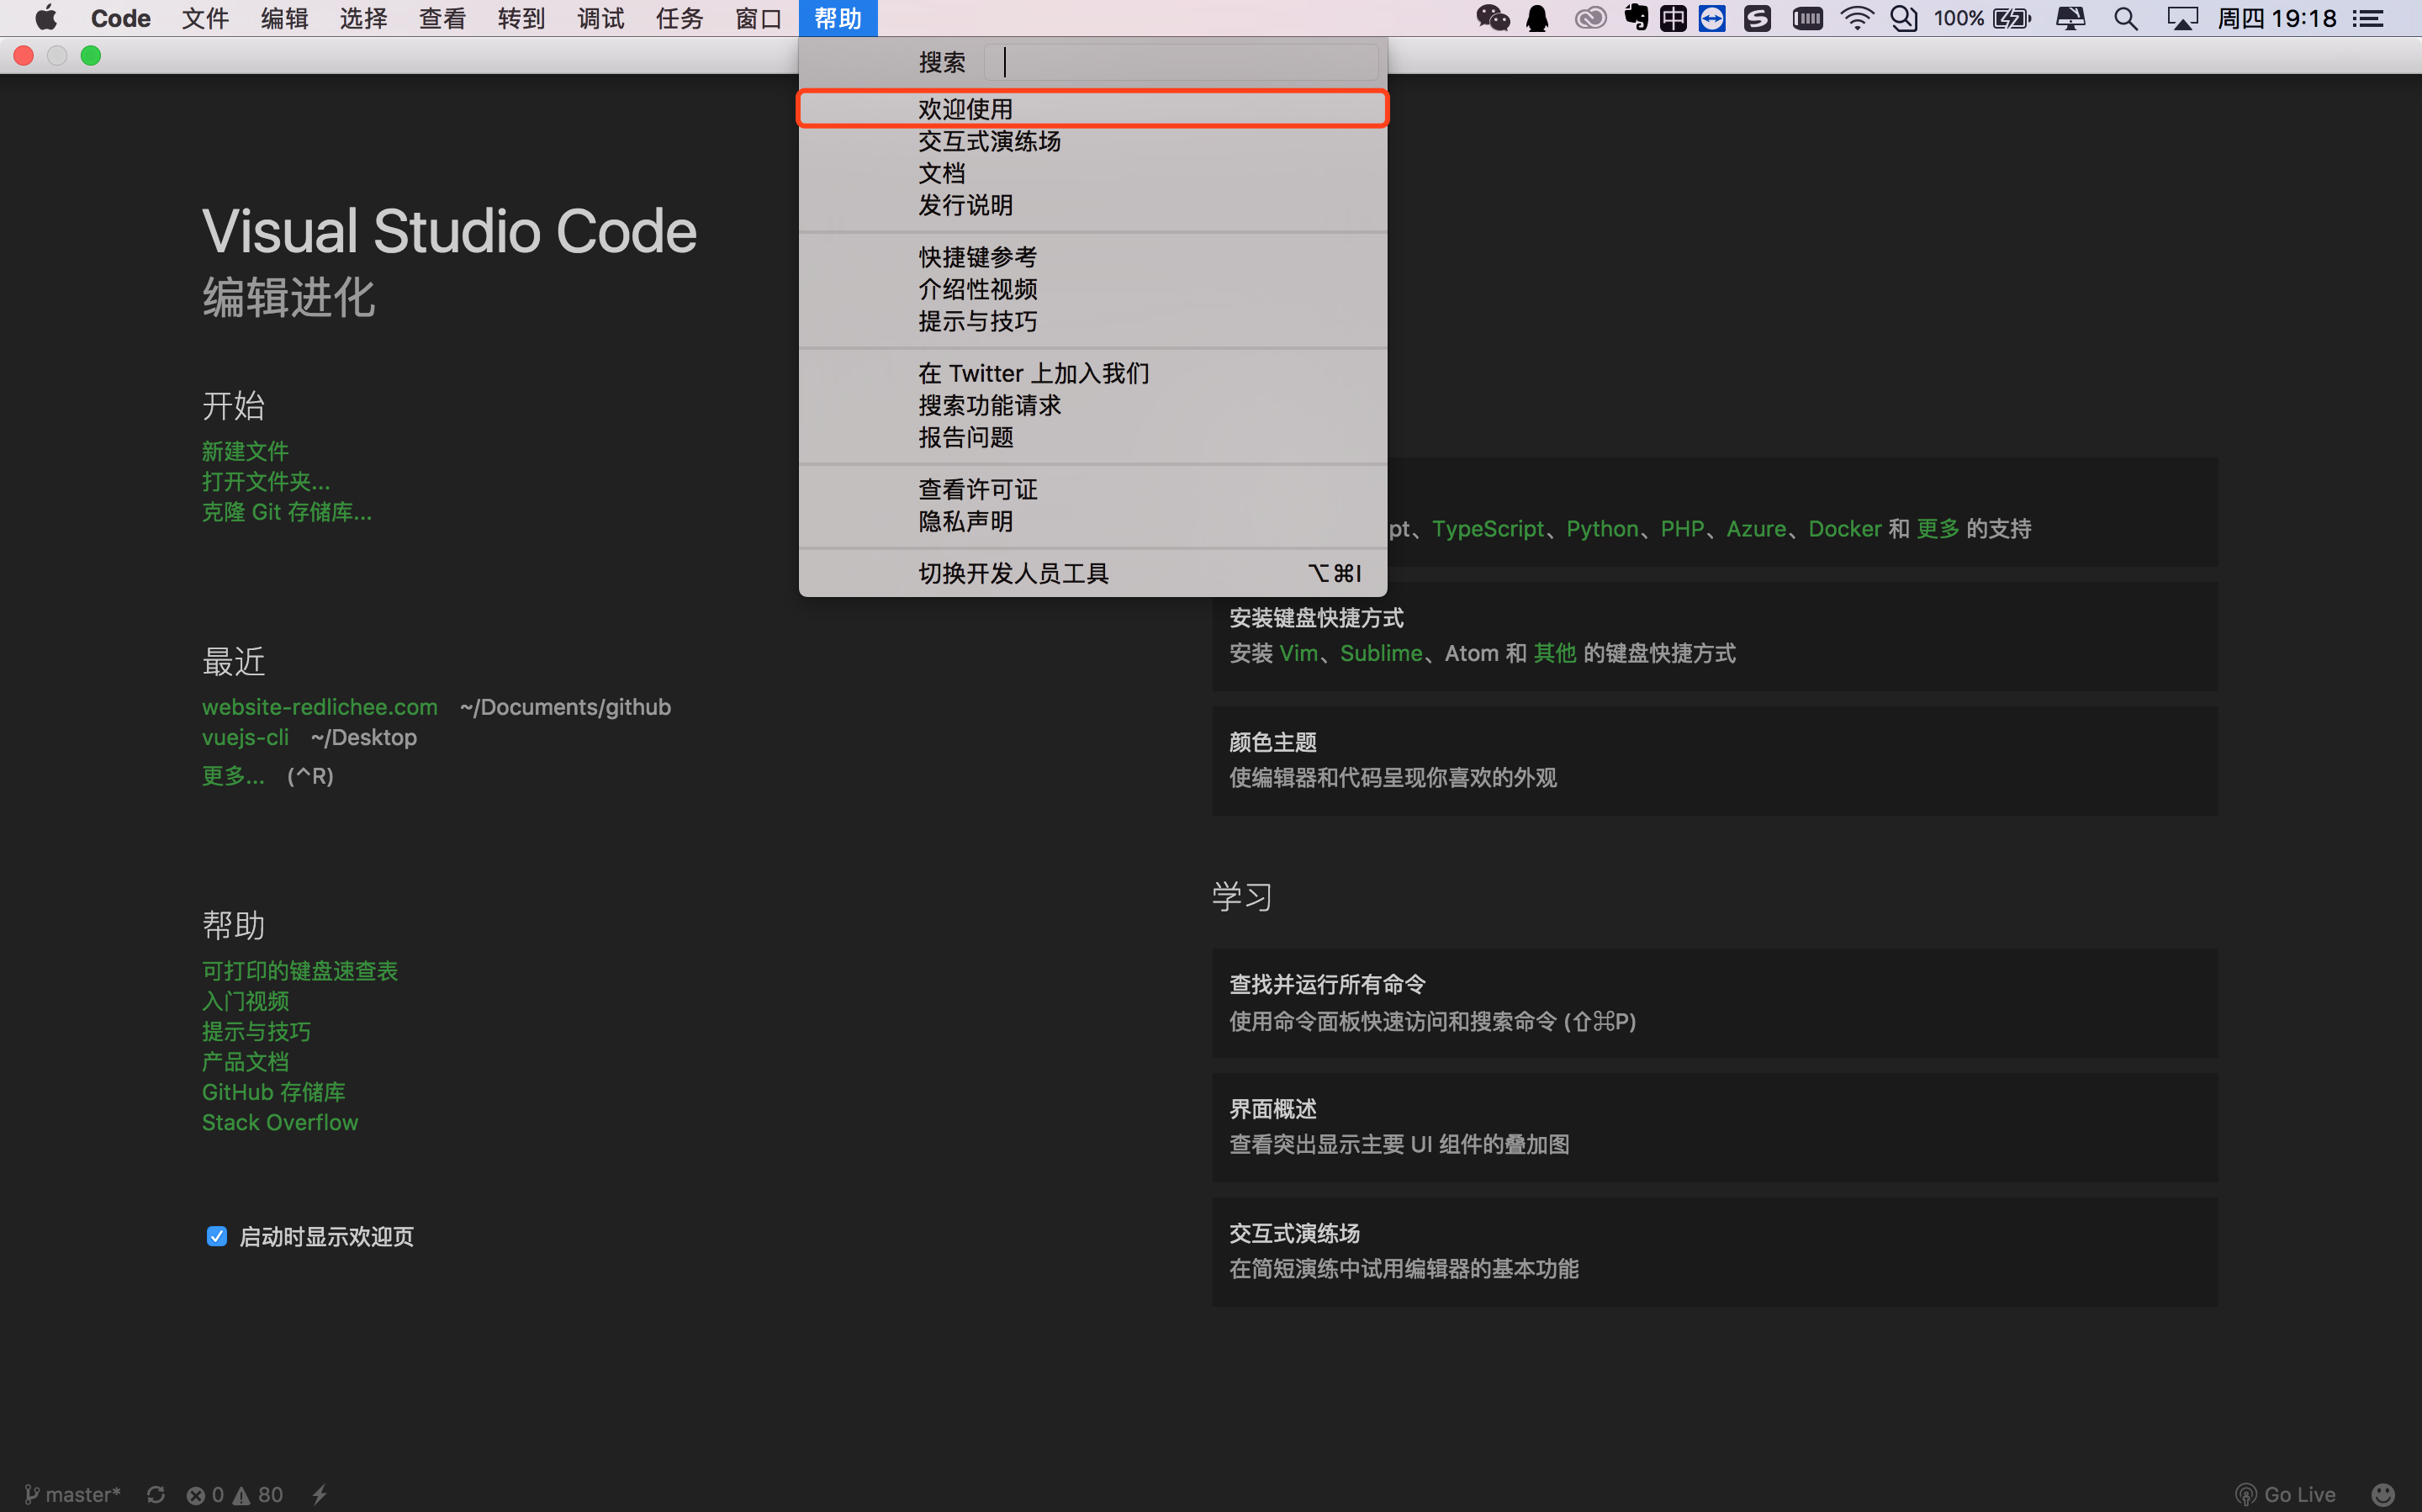 Code 文件 编辑 选择 查看 转到 调试 任务 窗口 帮助 中 100% 周四 19:18
搜索
欢迎使用
交互式演练场
文档
发行说明
快捷键参考
介绍性视频
提示与技巧
在 Twitter 上加入我们
搜索功能请求
报告问题
查看许可证
隐私声明
切换开发人员工具 ⌥⌘I
Visual Studio Code
编辑进化
开始
新建文件
打开文件夹...
克隆 Git 存储库...
最近
website-redlichee.com ~/Documents/github
vuejs-cli ~/Desktop
更多... (^R)
帮助
可打印的键盘速查表
入门视频
提示与技巧
产品文档
GitHub 存储库
Stack Overflow
启动时显示欢迎页
pt、TypeScript、Python、PHP、Azure、Docker 和 更多 的支持
安装键盘快捷方式
安装 Vim、Sublime、Atom 和 其他 的键盘快捷方式
颜色主题
使编辑器和代码呈现你喜欢的外观
学习
查找并运行所有命令
使用命令面板快速访问和搜索命令 (⇧⌘P)
界面概述
查看突出显示主要 UI 组件的叠加图
交互式演练场
在简短演练中试用编辑器的基本功能
master* 0 80 Go Live